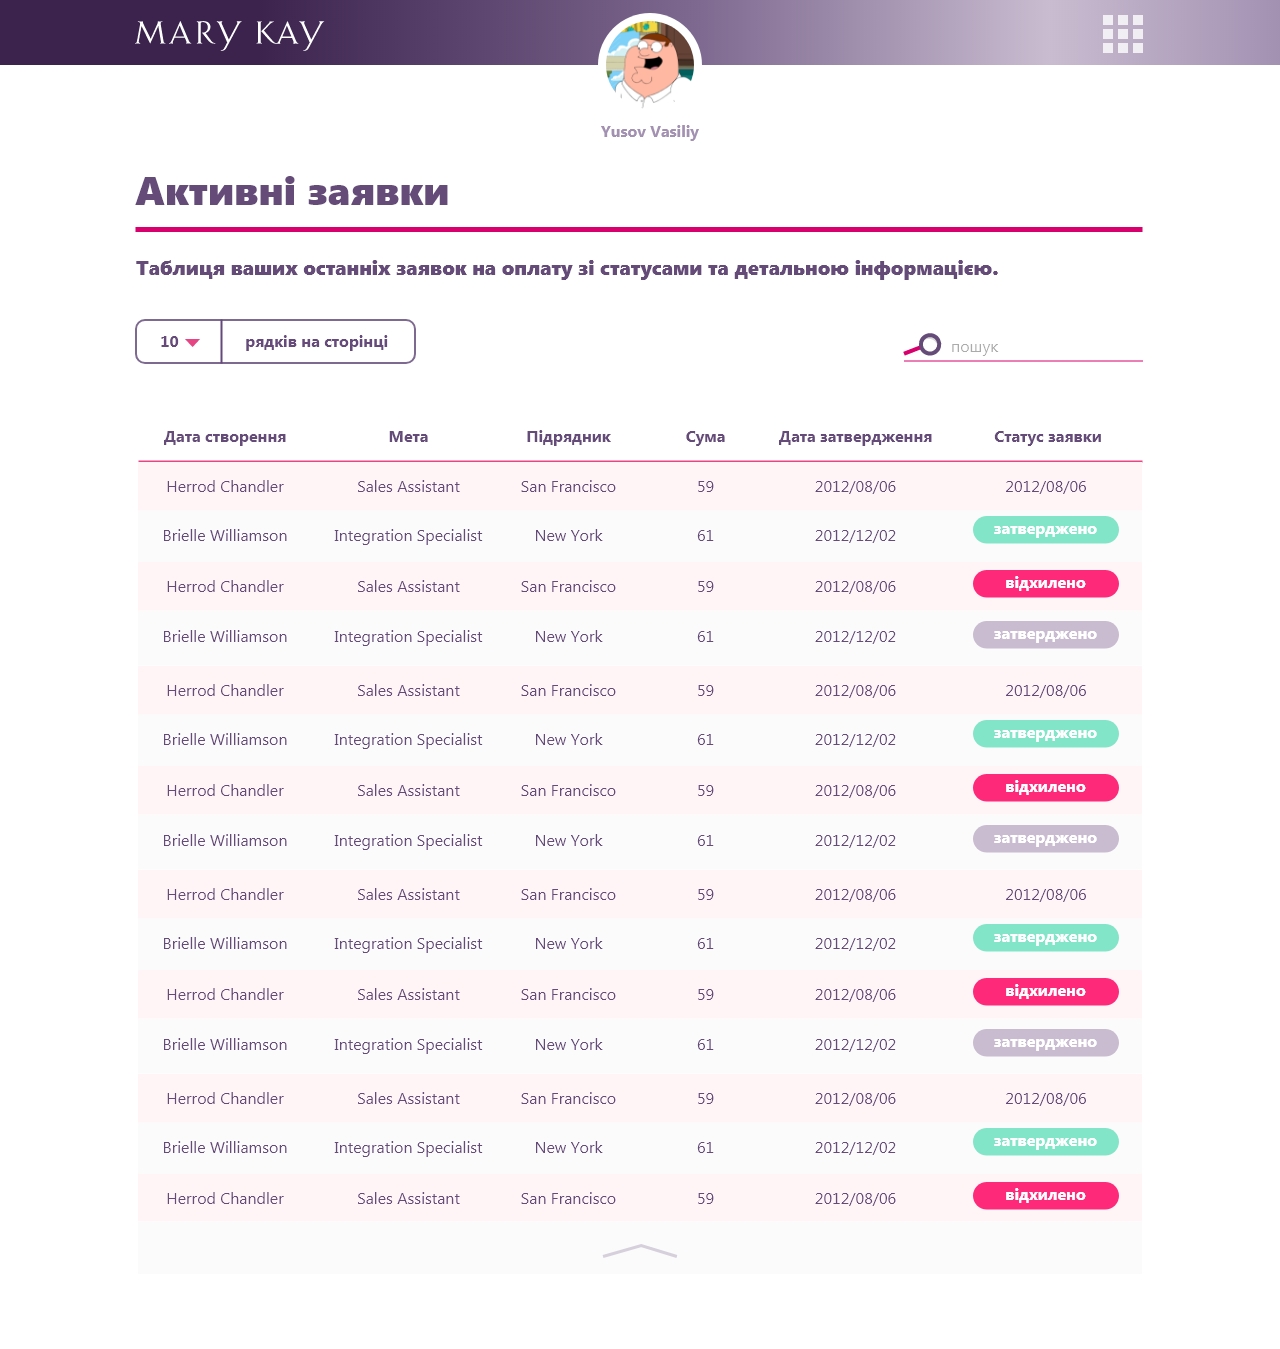 MARY KAY
Yusov Vasiliy
Активні заявки
Таблиця ваших останніх заявок на оплату зі статусами та детальною інформацією.
10 рядків на сторінці
пошук
Дата створення Мета Підрядник Сума Дата затвердження Статус заявки
Herrod Chandler Sales Assistant San Francisco 59 2012/08/06 2012/08/06
Brielle Williamson Integration Specialist New York 61 2012/12/02 затверджено
Herrod Chandler Sales Assistant San Francisco 59 2012/08/06 відхилено
Brielle Williamson Integration Specialist New York 61 2012/12/02 затверджено
Herrod Chandler Sales Assistant San Francisco 59 2012/08/06 2012/08/06
Brielle Williamson Integration Specialist New York 61 2012/12/02 затверджено
Herrod Chandler Sales Assistant San Francisco 59 2012/08/06 відхилено
Brielle Williamson Integration Specialist New York 61 2012/12/02 затверджено
Herrod Chandler Sales Assistant San Francisco 59 2012/08/06 2012/08/06
Brielle Williamson Integration Specialist New York 61 2012/12/02 затверджено
Herrod Chandler Sales Assistant San Francisco 59 2012/08/06 відхилено
Brielle Williamson Integration Specialist New York 61 2012/12/02 затверджено
Herrod Chandler Sales Assistant San Francisco 59 2012/08/06 2012/08/06
Brielle Williamson Integration Specialist New York 61 2012/12/02 затверджено
Herrod Chandler Sales Assistant San Francisco 59 2012/08/06 відхилено